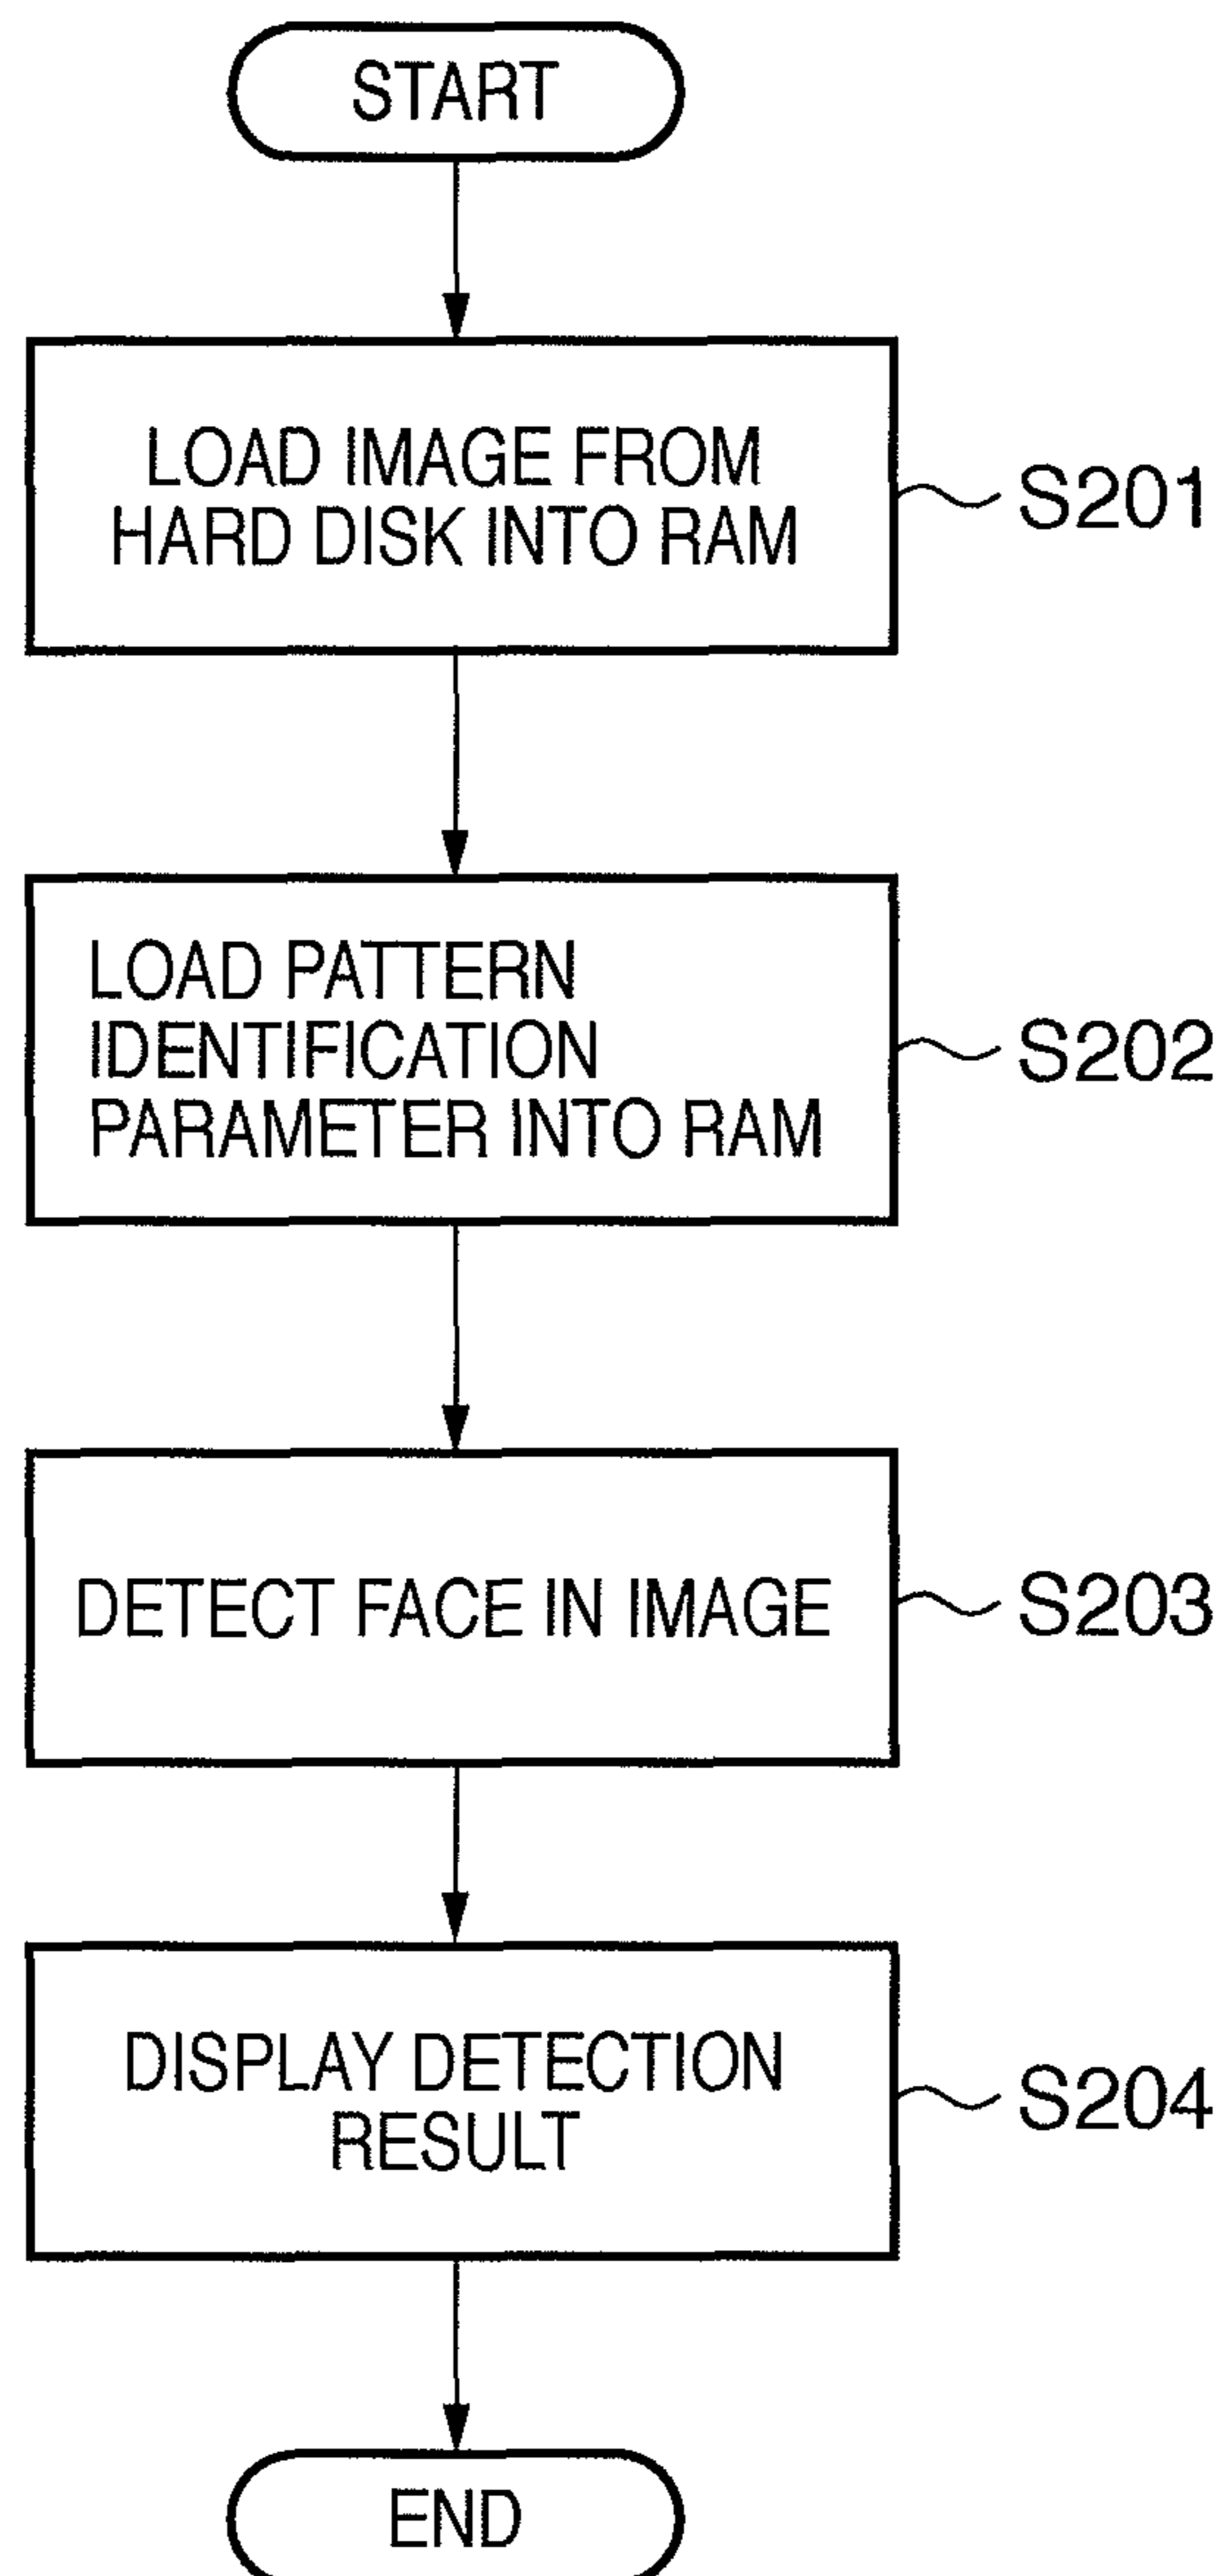 START
LOAD IMAGE FROM
HARD DISK INTO RAM
S201
LOAD PATTERN
IDENTIFICATION
PARAMETER INTO RAM
S202
DETECT FACE IN IMAGE
S203
DISPLAY DETECTION
RESULT
S204
END